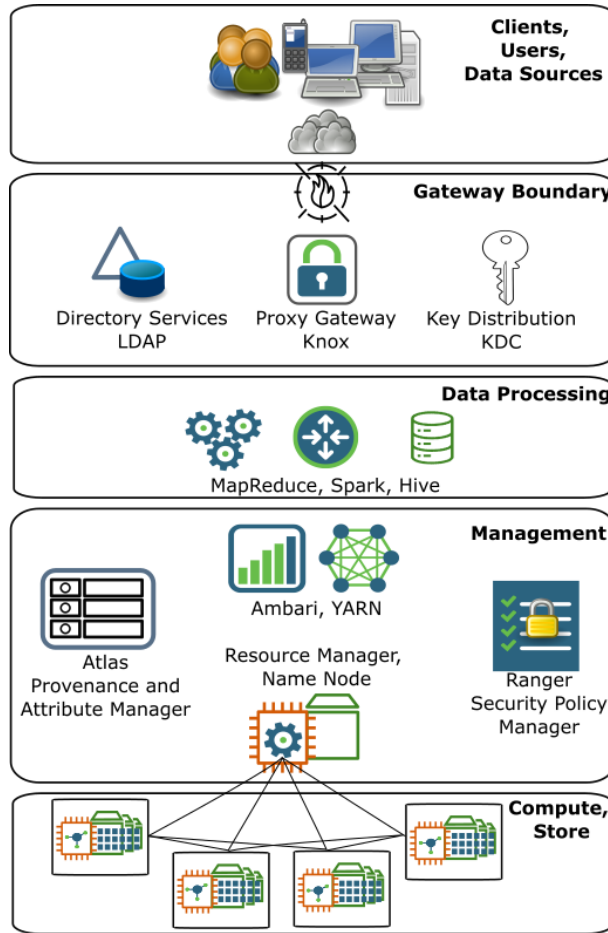 Clients,
Users,
Data Sources
Gateway Boundary
Directory Services
LDAP
Proxy Gateway
Knox
Key Distribution
KDC
Data Processing
MapReduce, Spark, Hive
Management
Ambari, YARN
Atlas
Provenance and
Attribute Manager
Resource Manager,
Name Node
Ranger
Security Policy
Manager
Compute,
Store